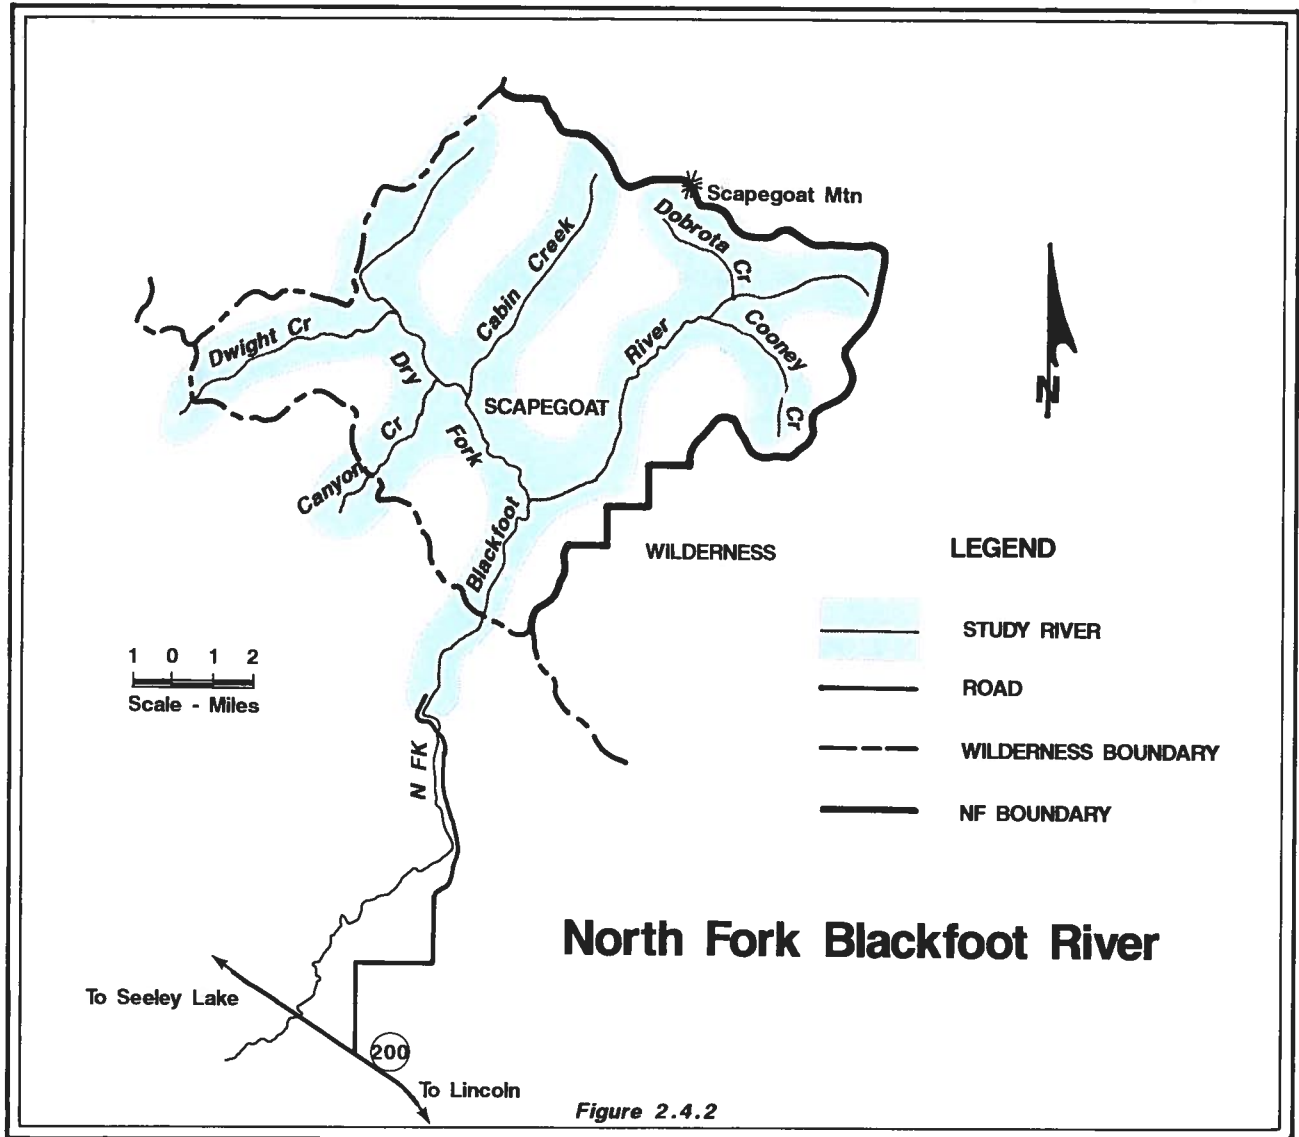 Scapegoat Mtn
Dobrota Cr
Cabin Creek
Cooney Cr
River
Dwight Cr
Dry Fork
SCAPEGOAT
Canyon Cr
Blackfoot
WILDERNESS
N
LEGEND
STUDY RIVER
ROAD
WILDERNESS BOUNDARY
NF BOUNDARY
1 0 1 2
Scale - Miles
N FK
North Fork Blackfoot River
To Seeley Lake
200
To Lincoln
Figure 2.4.2